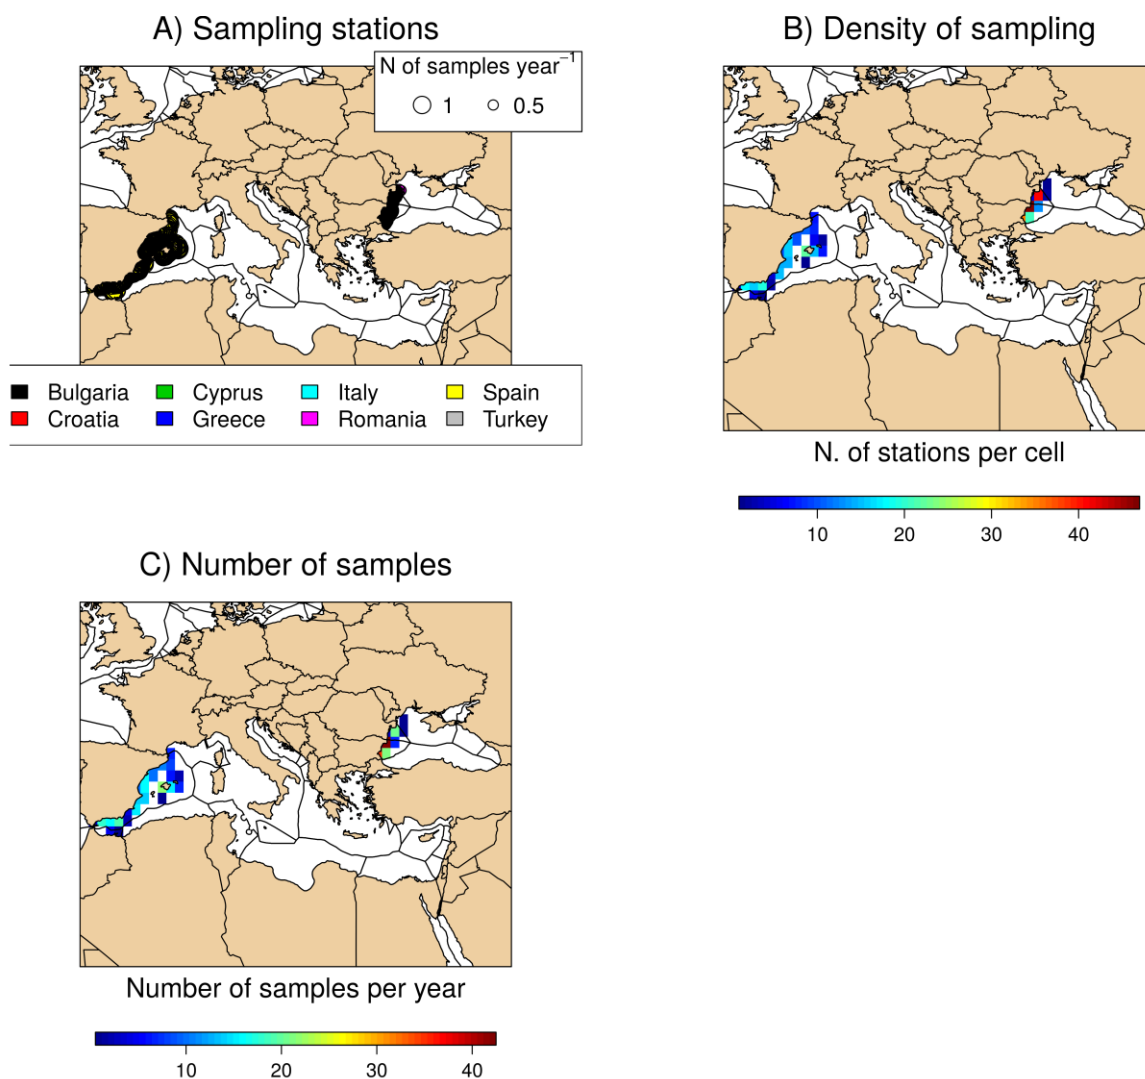 A) Sampling stations
N of samples year⁻¹
1 0.5
Bulgaria Cyprus Italy Spain
Croatia Greece Romania Turkey
B) Density of sampling
N. of stations per cell
10 20 30 40
C) Number of samples
Number of samples per year
10 20 30 40